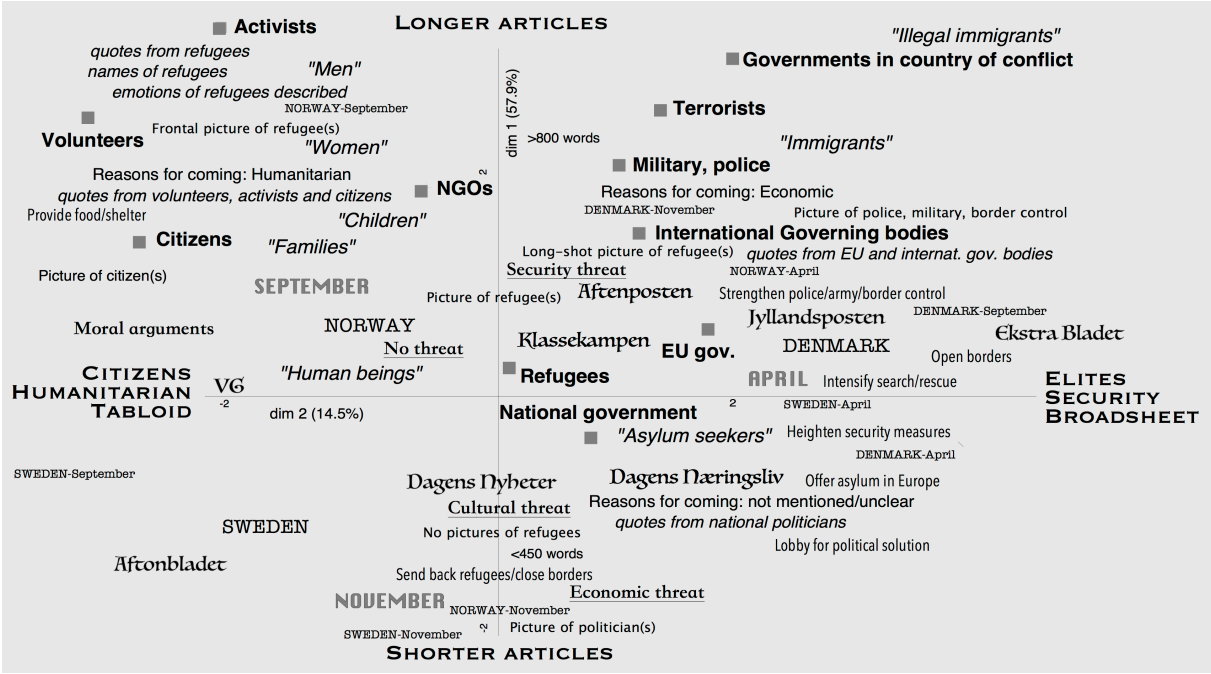 LONGER ARTICLES
Activists
"Illegal immigrants"
quotes from refugees
Governments in country of conflict
names of refugees
"Men"
emotions of refugees described
NORWAY-September
Terrorists
Volunteers
Frontal picture of refugee(s)
dim 1 (57.9%)
>800 words
"Women"
"Immigrants"
Military, police
Reasons for coming: Humanitarian
2
NGOs
quotes from volunteers, activists and citizens
Reasons for coming: Economic
Provide food/shelter
"Children"
DENMARK-November
Picture of police, military, border control
Citizens
"Families"
International Governing bodies
Long-shot picture of refugee(s)
quotes from EU and internat. gov. bodies
Picture of citizen(s)
Security threat
NORWAY-April
SEPTEMBER
Picture of refugee(s)
Aftenposten
Strengthen police/army/border control
Moral arguments
NORWAY
Jyllandsposten
DENMARK-September
Klassekampen
Ekstra Bladet
No threat
EU gov.
DENMARK
Open borders
CITIZENS
HUMANITARIAN
TABLOID
VG
"Human beings"
Refugees
APRIL
Intensify search/rescue
ELITES
SECURITY
BROADSHEET
-2
dim 2 (14.5%)
National government
2
SWEDEN-April
"Asylum seekers"
Heighten security measures
DENMARK-April
SWEDEN-September
Dagens Nyheter
Dagens Næringsliv
Offer asylum in Europe
Cultural threat
Reasons for coming: not mentioned/unclear
SWEDEN
quotes from national politicians
No pictures of refugees
Lobby for political solution
<450 words
Aftonbladet
Send back refugees/close borders
Economic threat
NOVEMBER
NORWAY-November
SWEDEN-November
-2
Picture of politician(s)
SHORTER ARTICLES